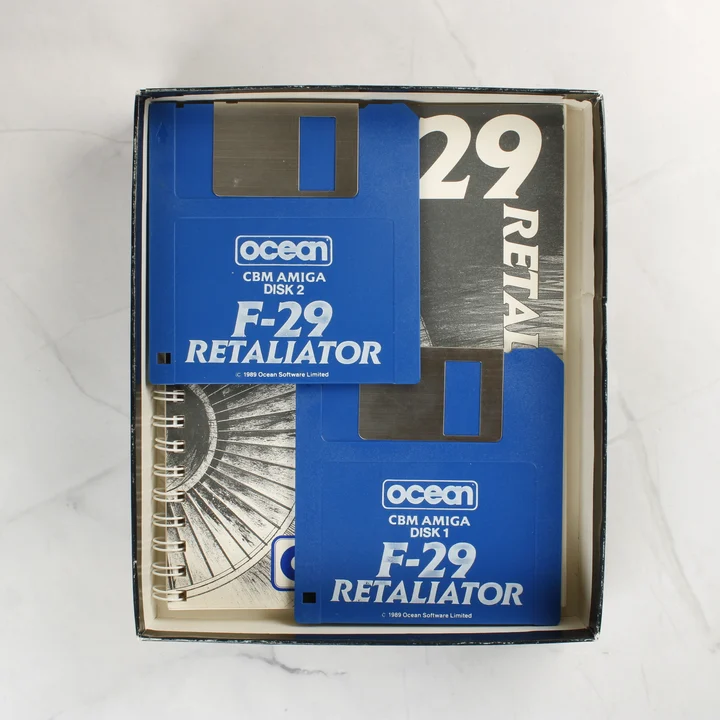 ocean
CBM AMIGA
DISK 2
F-29
RETALIATOR
© 1989 Ocean Software Limited
29
RETAL
ocean
CBM AMIGA
DISK 1
F-29
RETALIATOR
© 1989 Ocean Software Limited